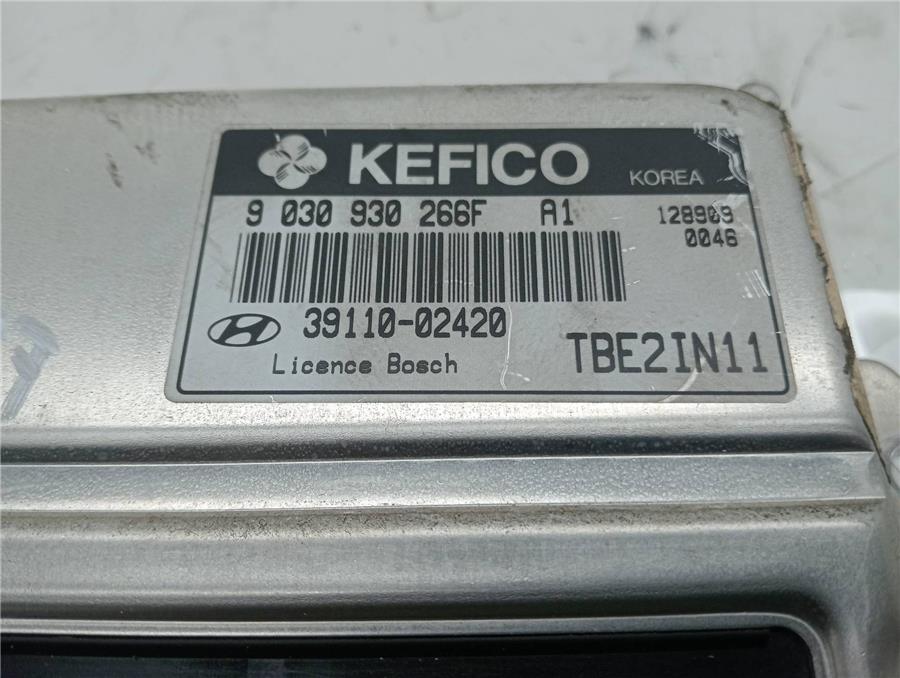 KEFICO KOREA
9 030 930 266F A1 128909
0046
39110-02420
TBE2IN11
Licence Bosch